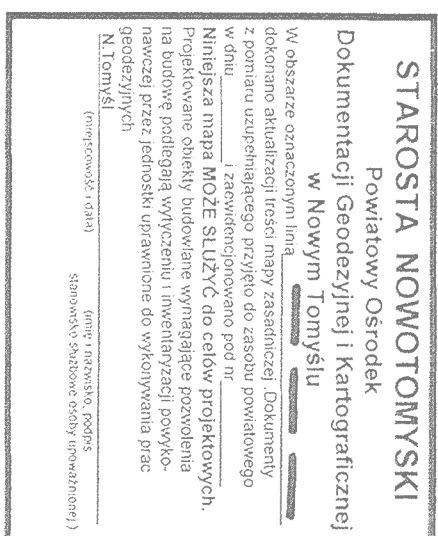 STAROSTA NOWOTOMYSKI
Powiatowy Ośrodek
Dokumentacji Geodezyjnej i Kartograficznej
w Nowym Tomyślu
W obszarze oznaczonym linią
dokonano aktualizacji treści mapy zasadniczej .Dokumenty
z pomiaru uzupełniającego przyjęto do zasobu powiatowego
w dniu i zaewidencjonowano pod nr
Niniejsza mapa MOŻE SŁUŻYĆ do celów projektowych.
Projektowane obiekty budowlane wymagające pozwolenia
na budowę podlegają wytyczeniu i inwentaryzacji powyko-
nawczej przez jednostki uprawnione do wykonywania prac
geodezyjnych
N.Tomyśl
(miejscowość i data) (imię i nazwisko, podpis
stanowisko służbowe osoby upoważnionej )